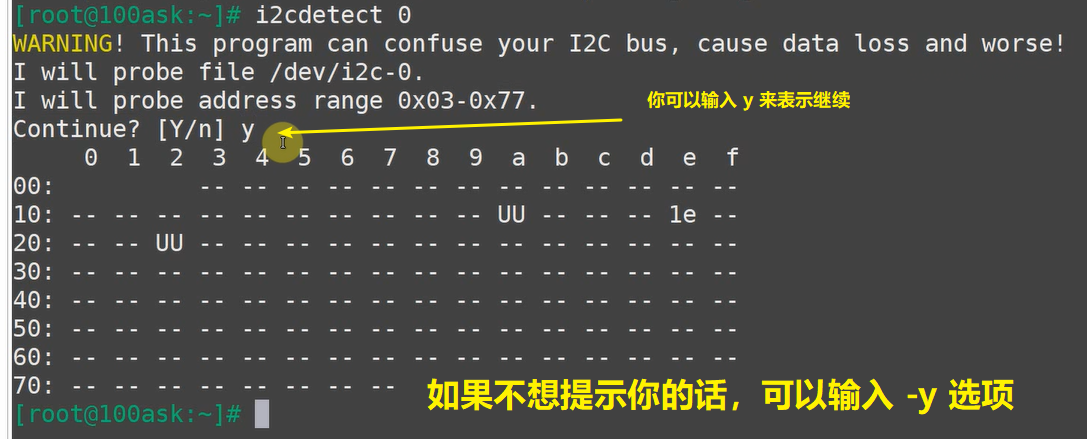 [root@100ask:~]# i2cdetect 0
WARNING! This program can confuse your I2C bus, cause data loss and worse!
I will probe file /dev/i2c-0.
I will probe address range 0x03-0x77.
你可以输入 y 来表示继续
Continue? [Y/n] y
     0  1  2  3  4  5  6  7  8  9  a  b  c  d  e  f
00:          -- -- -- -- -- -- -- -- -- -- -- -- --
10: -- -- -- -- -- -- -- -- -- -- UU -- -- -- 1e --
20: -- -- UU -- -- -- -- -- -- -- -- -- -- -- -- --
30: -- -- -- -- -- -- -- -- -- -- -- -- -- -- -- --
40: -- -- -- -- -- -- -- -- -- -- -- -- -- -- -- --
50: -- -- -- -- -- -- -- -- -- -- -- -- -- -- -- --
60: -- -- -- -- -- -- -- -- -- -- -- -- -- -- -- --
70: -- -- -- -- -- -- -- --
如果不想提示你的话，可以输入 -y 选项
[root@100ask:~]#